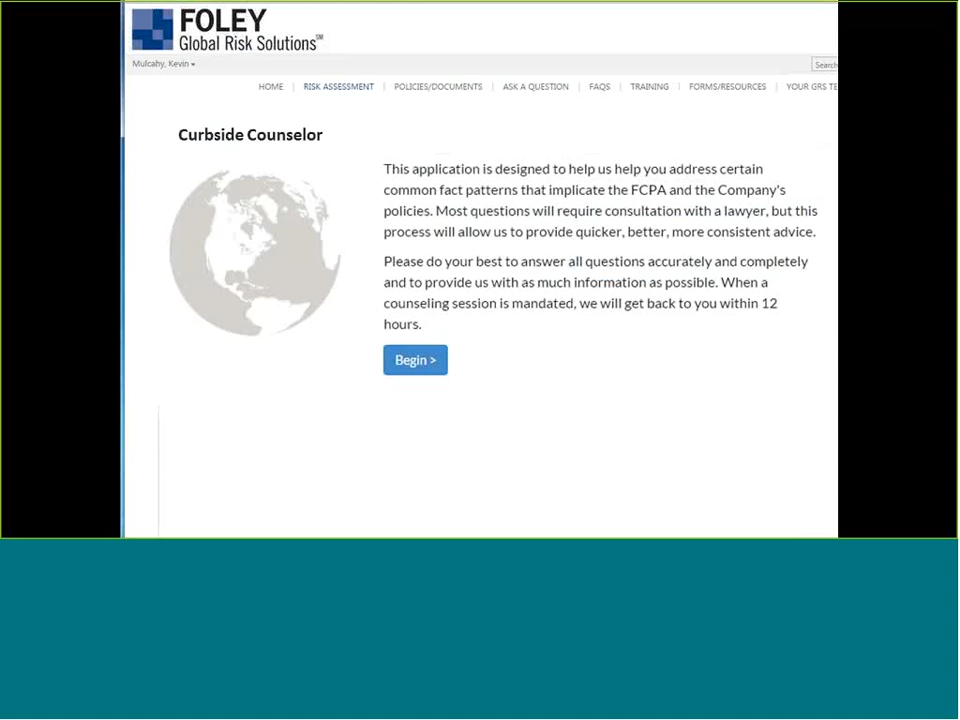 FOLEY
Global Risk Solutions℠
Mulcahy, Kevin
Search
HOME | RISK ASSESSMENT | POLICIES/DOCUMENTS | ASK A QUESTION | FAQS | TRAINING | FORMS/RESOURCES | YOUR GRS TE
Curbside Counselor
This application is designed to help us help you address certain
common fact patterns that implicate the FCPA and the Company's
policies. Most questions will require consultation with a lawyer, but this
process will allow us to provide quicker, better, more consistent advice.
Please do your best to answer all questions accurately and completely
and to provide us with as much information as possible. When a
counseling session is mandated, we will get back to you within 12
hours.
Begin >